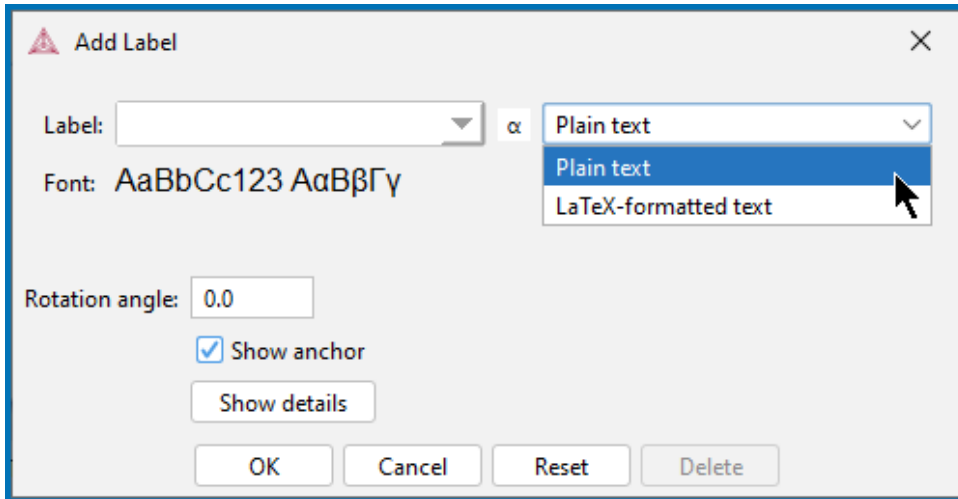 Add Label
Label: α Plain text
Plain text
Font: AaBbCc123 ΑαΒβΓγ
LaTeX-formatted text
Rotation angle: 0.0
Show anchor
Show details
OK Cancel Reset Delete